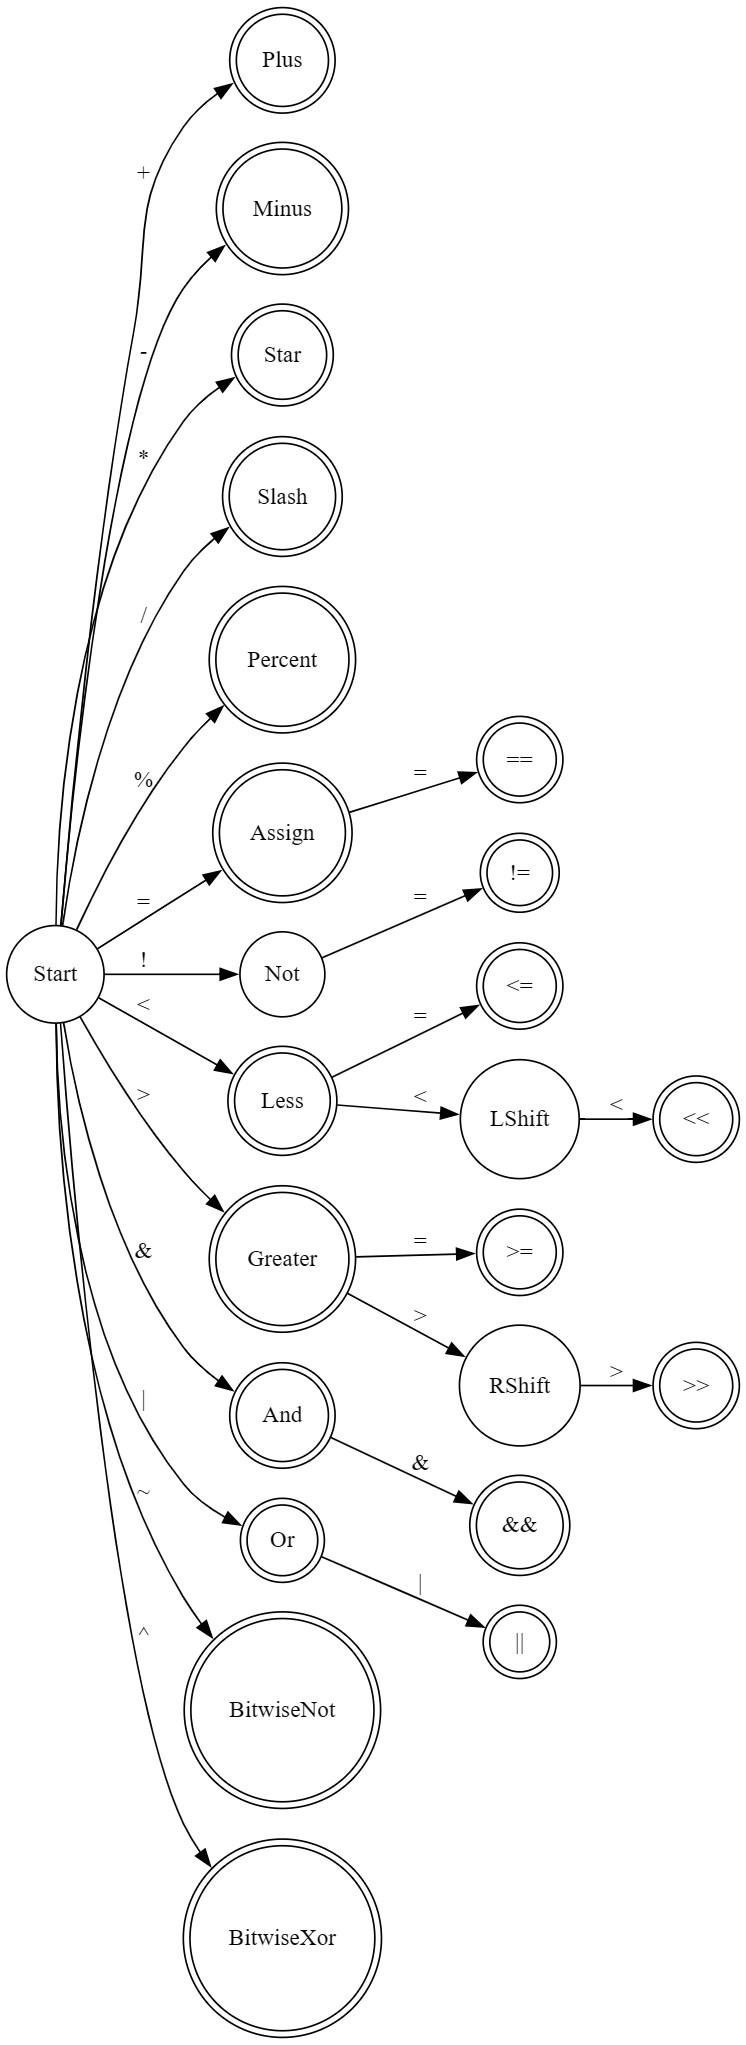 Plus
+
Minus
-
Star
*
Slash
/
Percent
%
Assign
=
==
=
!=
=
Start
!
Not
<
<=
=
Less
<
LShift
<
<<
>
Greater
=
>=
>
RShift
>
>>
&
And
&
&&
|
Or
|
||
~
BitwiseNot
^
BitwiseXor